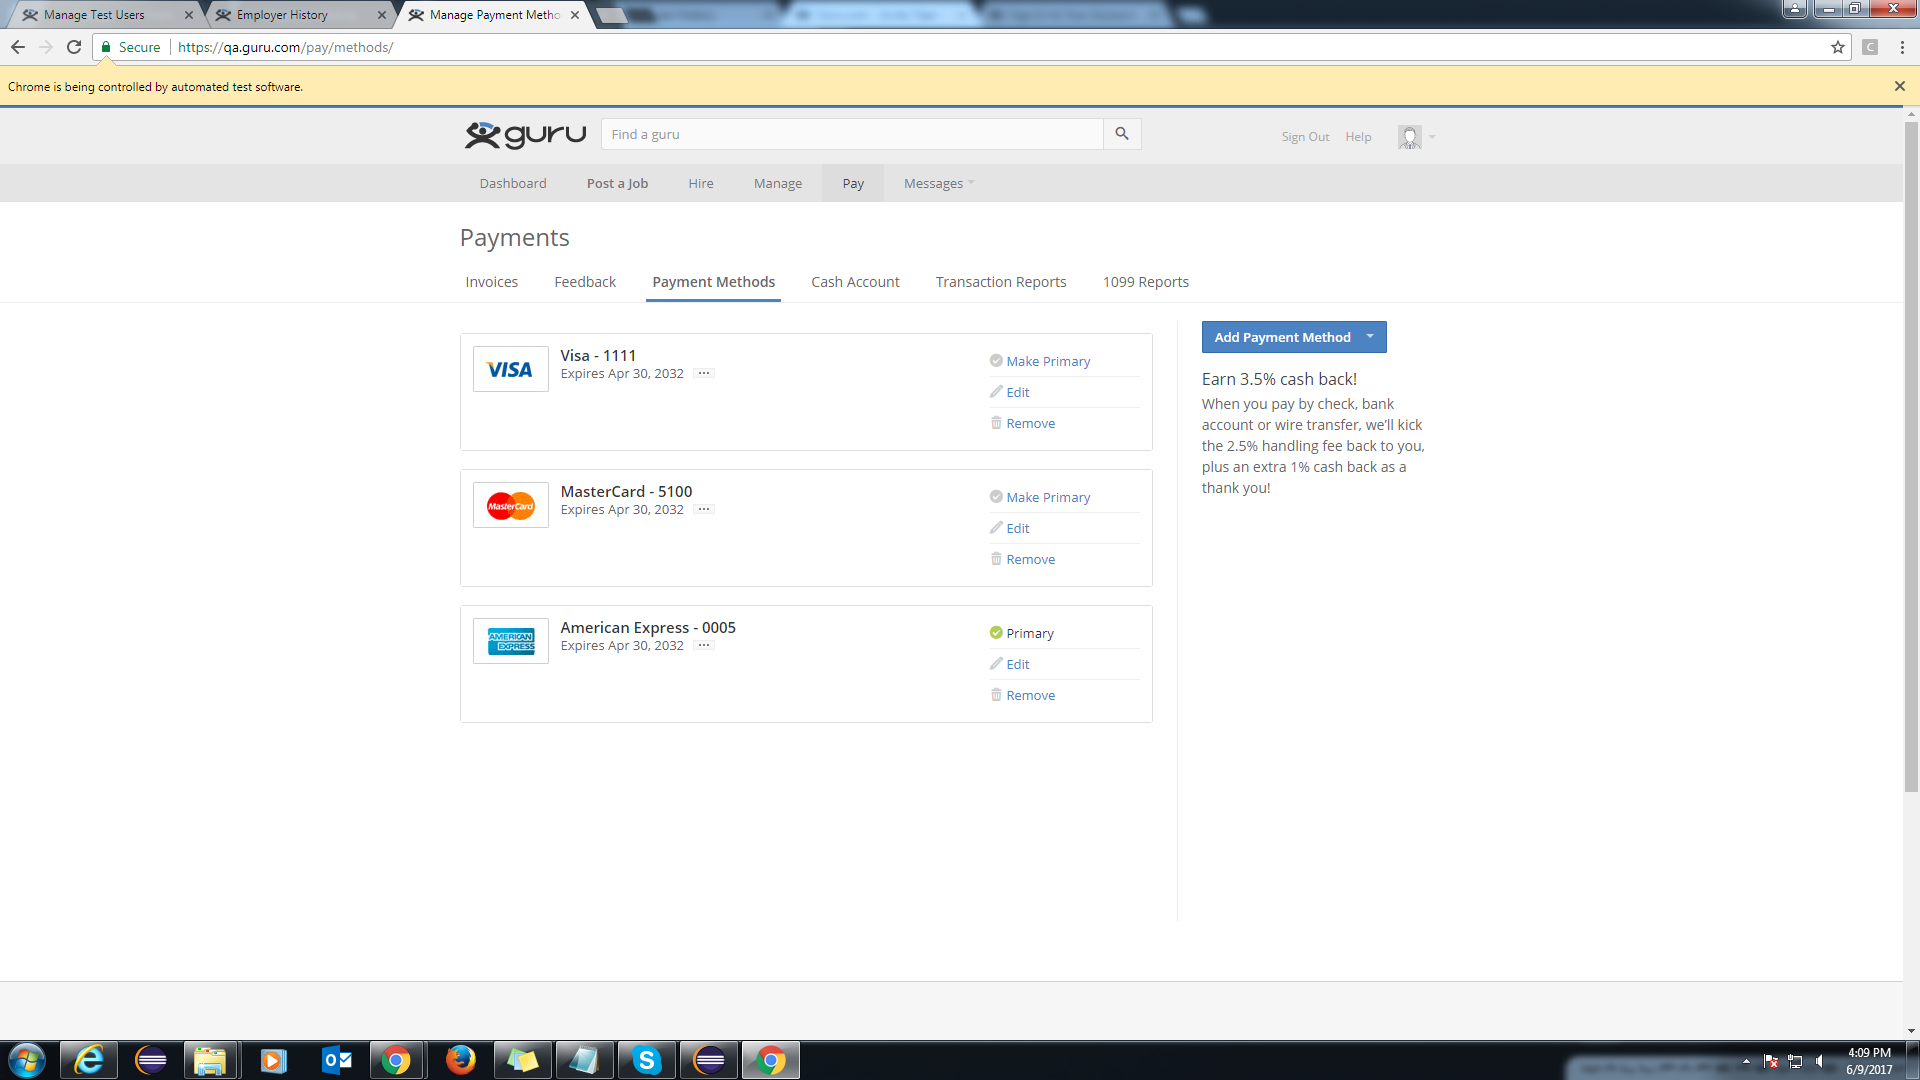 Manage Test Users
Employer History
Manage Payment Metho
Secure
https://qa.guru.com/pay/methods/
C
Chrome is being controlled by automated test software.
guru
Find a guru
Sign Out
Help
Dashboard
Post a Job
Hire
Manage
Pay
Messages
Payments
Invoices
Feedback
Payment Methods
Cash Account
Transaction Reports
1099 Reports
VISA
Visa - 1111
Expires Apr 30, 2032
Make Primary
Edit
Remove
MasterCard
MasterCard - 5100
Expires Apr 30, 2032
Make Primary
Edit
Remove
AMERICAN
EXPRESS
American Express - 0005
Expires Apr 30, 2032
Primary
Edit
Remove
Add Payment Method
Earn 3.5% cash back!
When you pay by check, bank
account or wire transfer, we'll kick
the 2.5% handling fee back to you,
plus an extra 1% cash back as a
thank you!
4:09 PM
6/9/2017